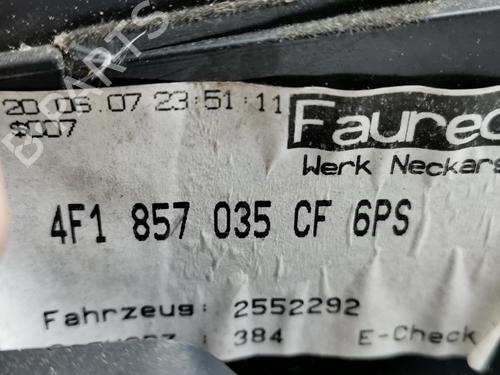 B-PARTS
20.06.07 23:51:11
$007
Faurec
Werk Neckars
4F1 857 035 CF 6PS
Fahrzeug: 2552292
: 384 E-Check